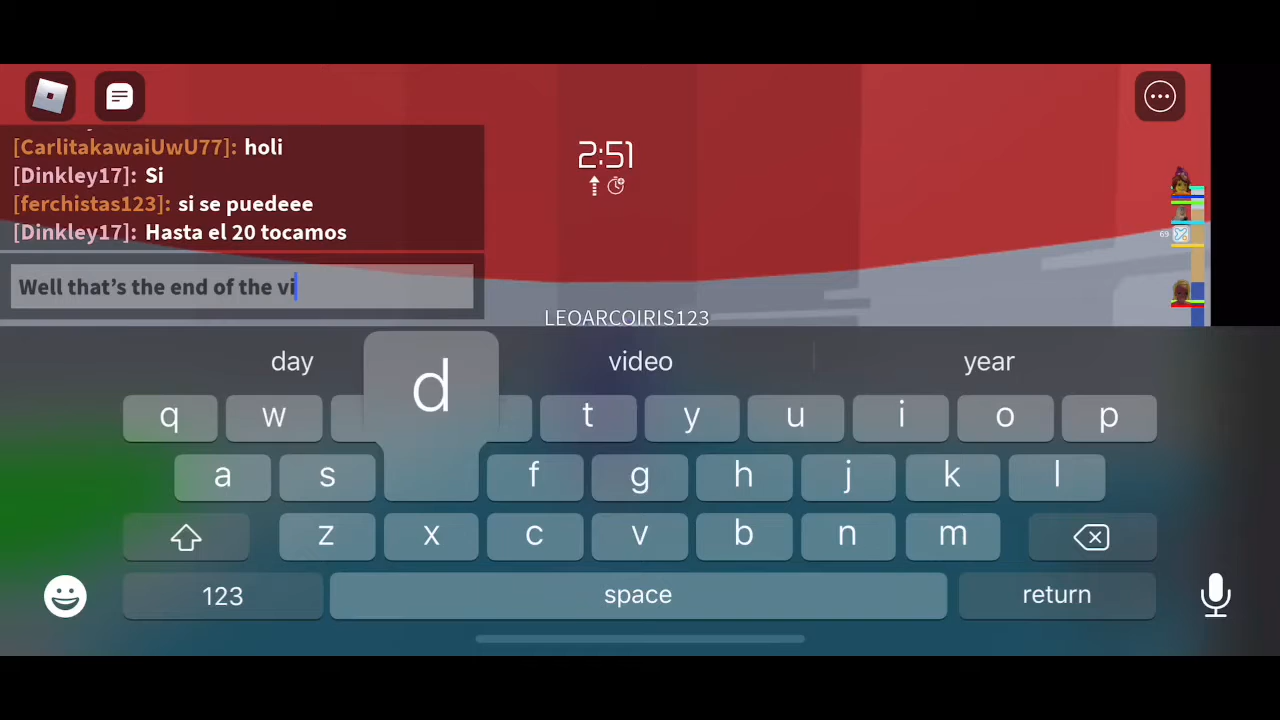 [CarlitakawaiUwU77]: holi
2:51
[Dinkley17]: Si
[ferchistas123]: si se puedeee
[Dinkley17]: Hasta el 20 tocamos
69
Well that’s the end of the vi
LEOARCOIRIS123
day video year
d
q w t y u i o p
a s f g h j k l
z x c v b n m
123 space return